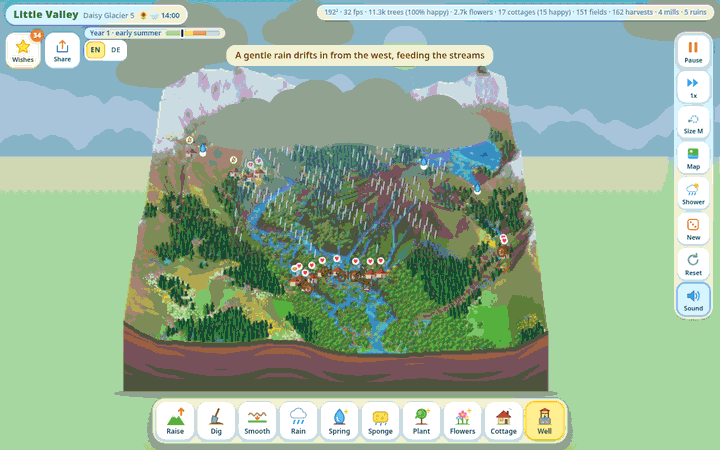 Little Valley Daisy Glacier 5 14:00
192² · 32 fps · 11.3k trees (100% happy) · 2.7k flowers · 17 cottages (15 happy) · 151 fields · 162 harvests · 4 mills · 5 ruins
Year 1 · early summer
34
Wishes
Share
EN DE
A gentle rain drifts in from the west, feeding the streams
Pause
1x
Size M
Map
Shower
New
Reset
Sound
Raise Dig Smooth Rain Spring Sponge Plant Flowers Cottage Well